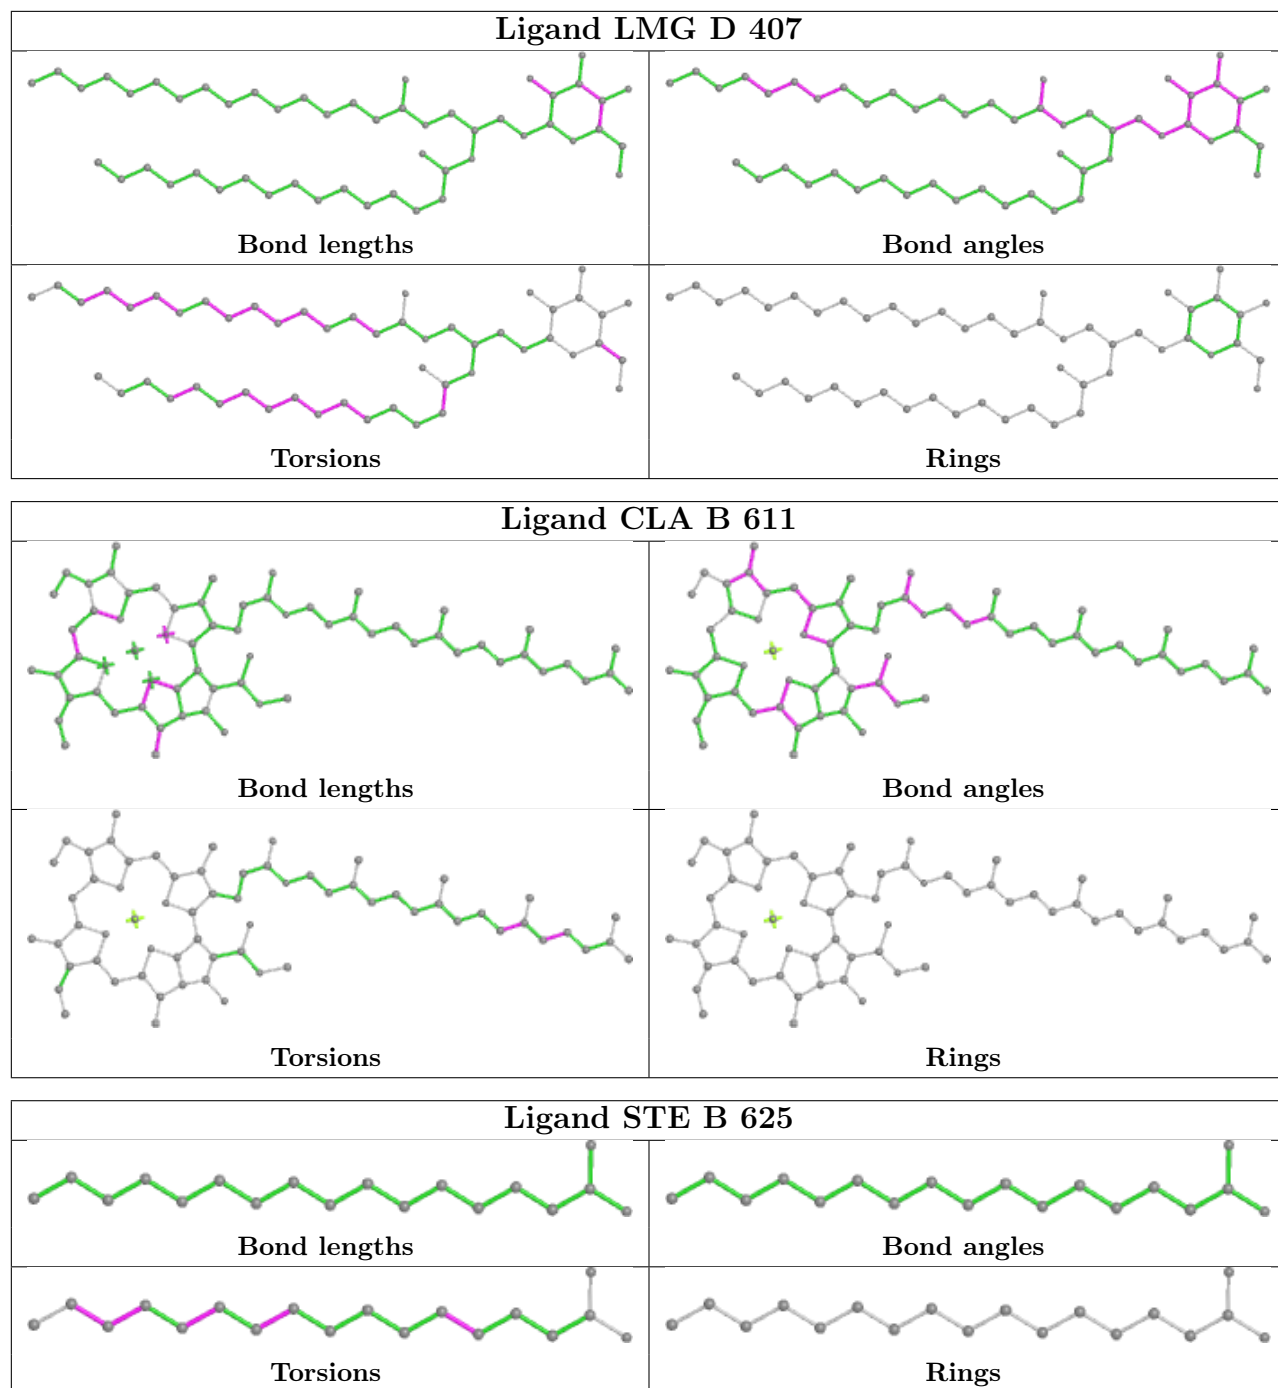 Ligand LMG D 407
Bond lengths
Bond angles
Torsions
Rings
Ligand CLA B 611
Bond lengths
Bond angles
Torsions
Rings
Ligand STE B 625
Bond lengths
Bond angles
Torsions
Rings